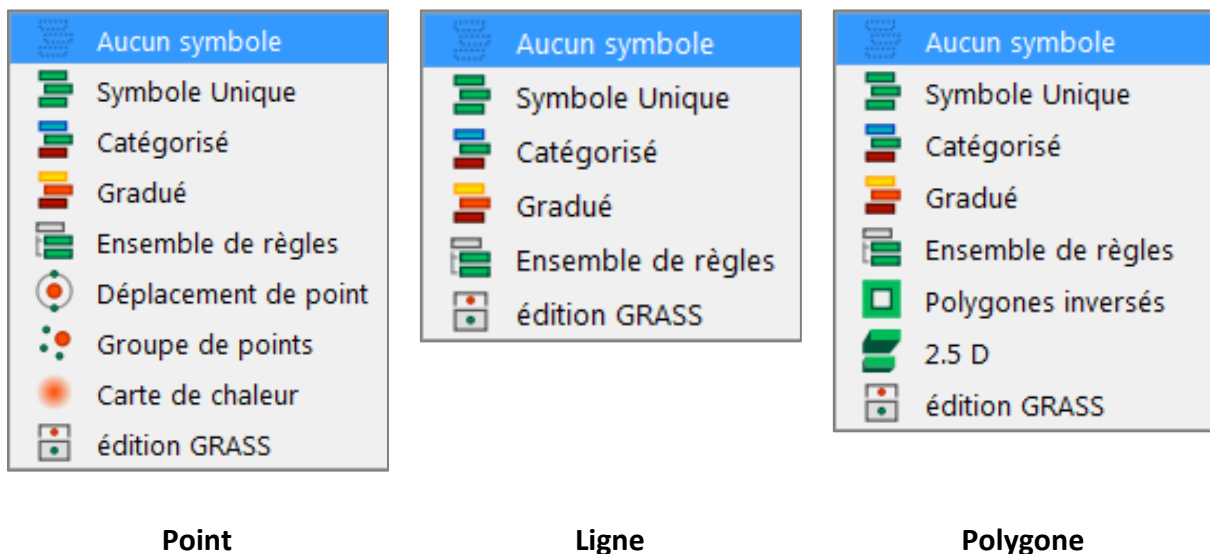 Aucun symbole
Symbole Unique
Catégorisé
Gradué
Ensemble de règles
Déplacement de point
Groupe de points
Carte de chaleur
édition GRASS
Point
Aucun symbole
Symbole Unique
Catégorisé
Gradué
Ensemble de règles
édition GRASS
Ligne
Aucun symbole
Symbole Unique
Catégorisé
Gradué
Ensemble de règles
Polygones inversés
2.5 D
édition GRASS
Polygone